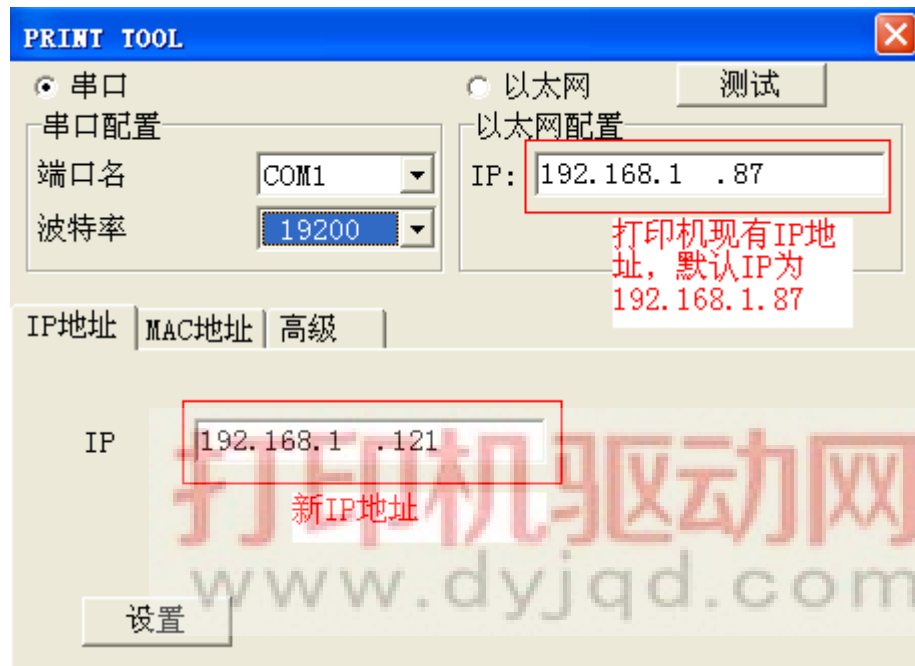 PRINT TOOL
串口
以太网
测试
串口配置
以太网配置
端口名
COM1
IP:
192.168.1 .87
波特率
19200
打印机现有IP地
址，默认IP为
192.168.1.87
IP地址
MAC地址
高级
IP
192.168.1 .121
新IP地址
打印机驱动网
www.dyjqd.com
设置